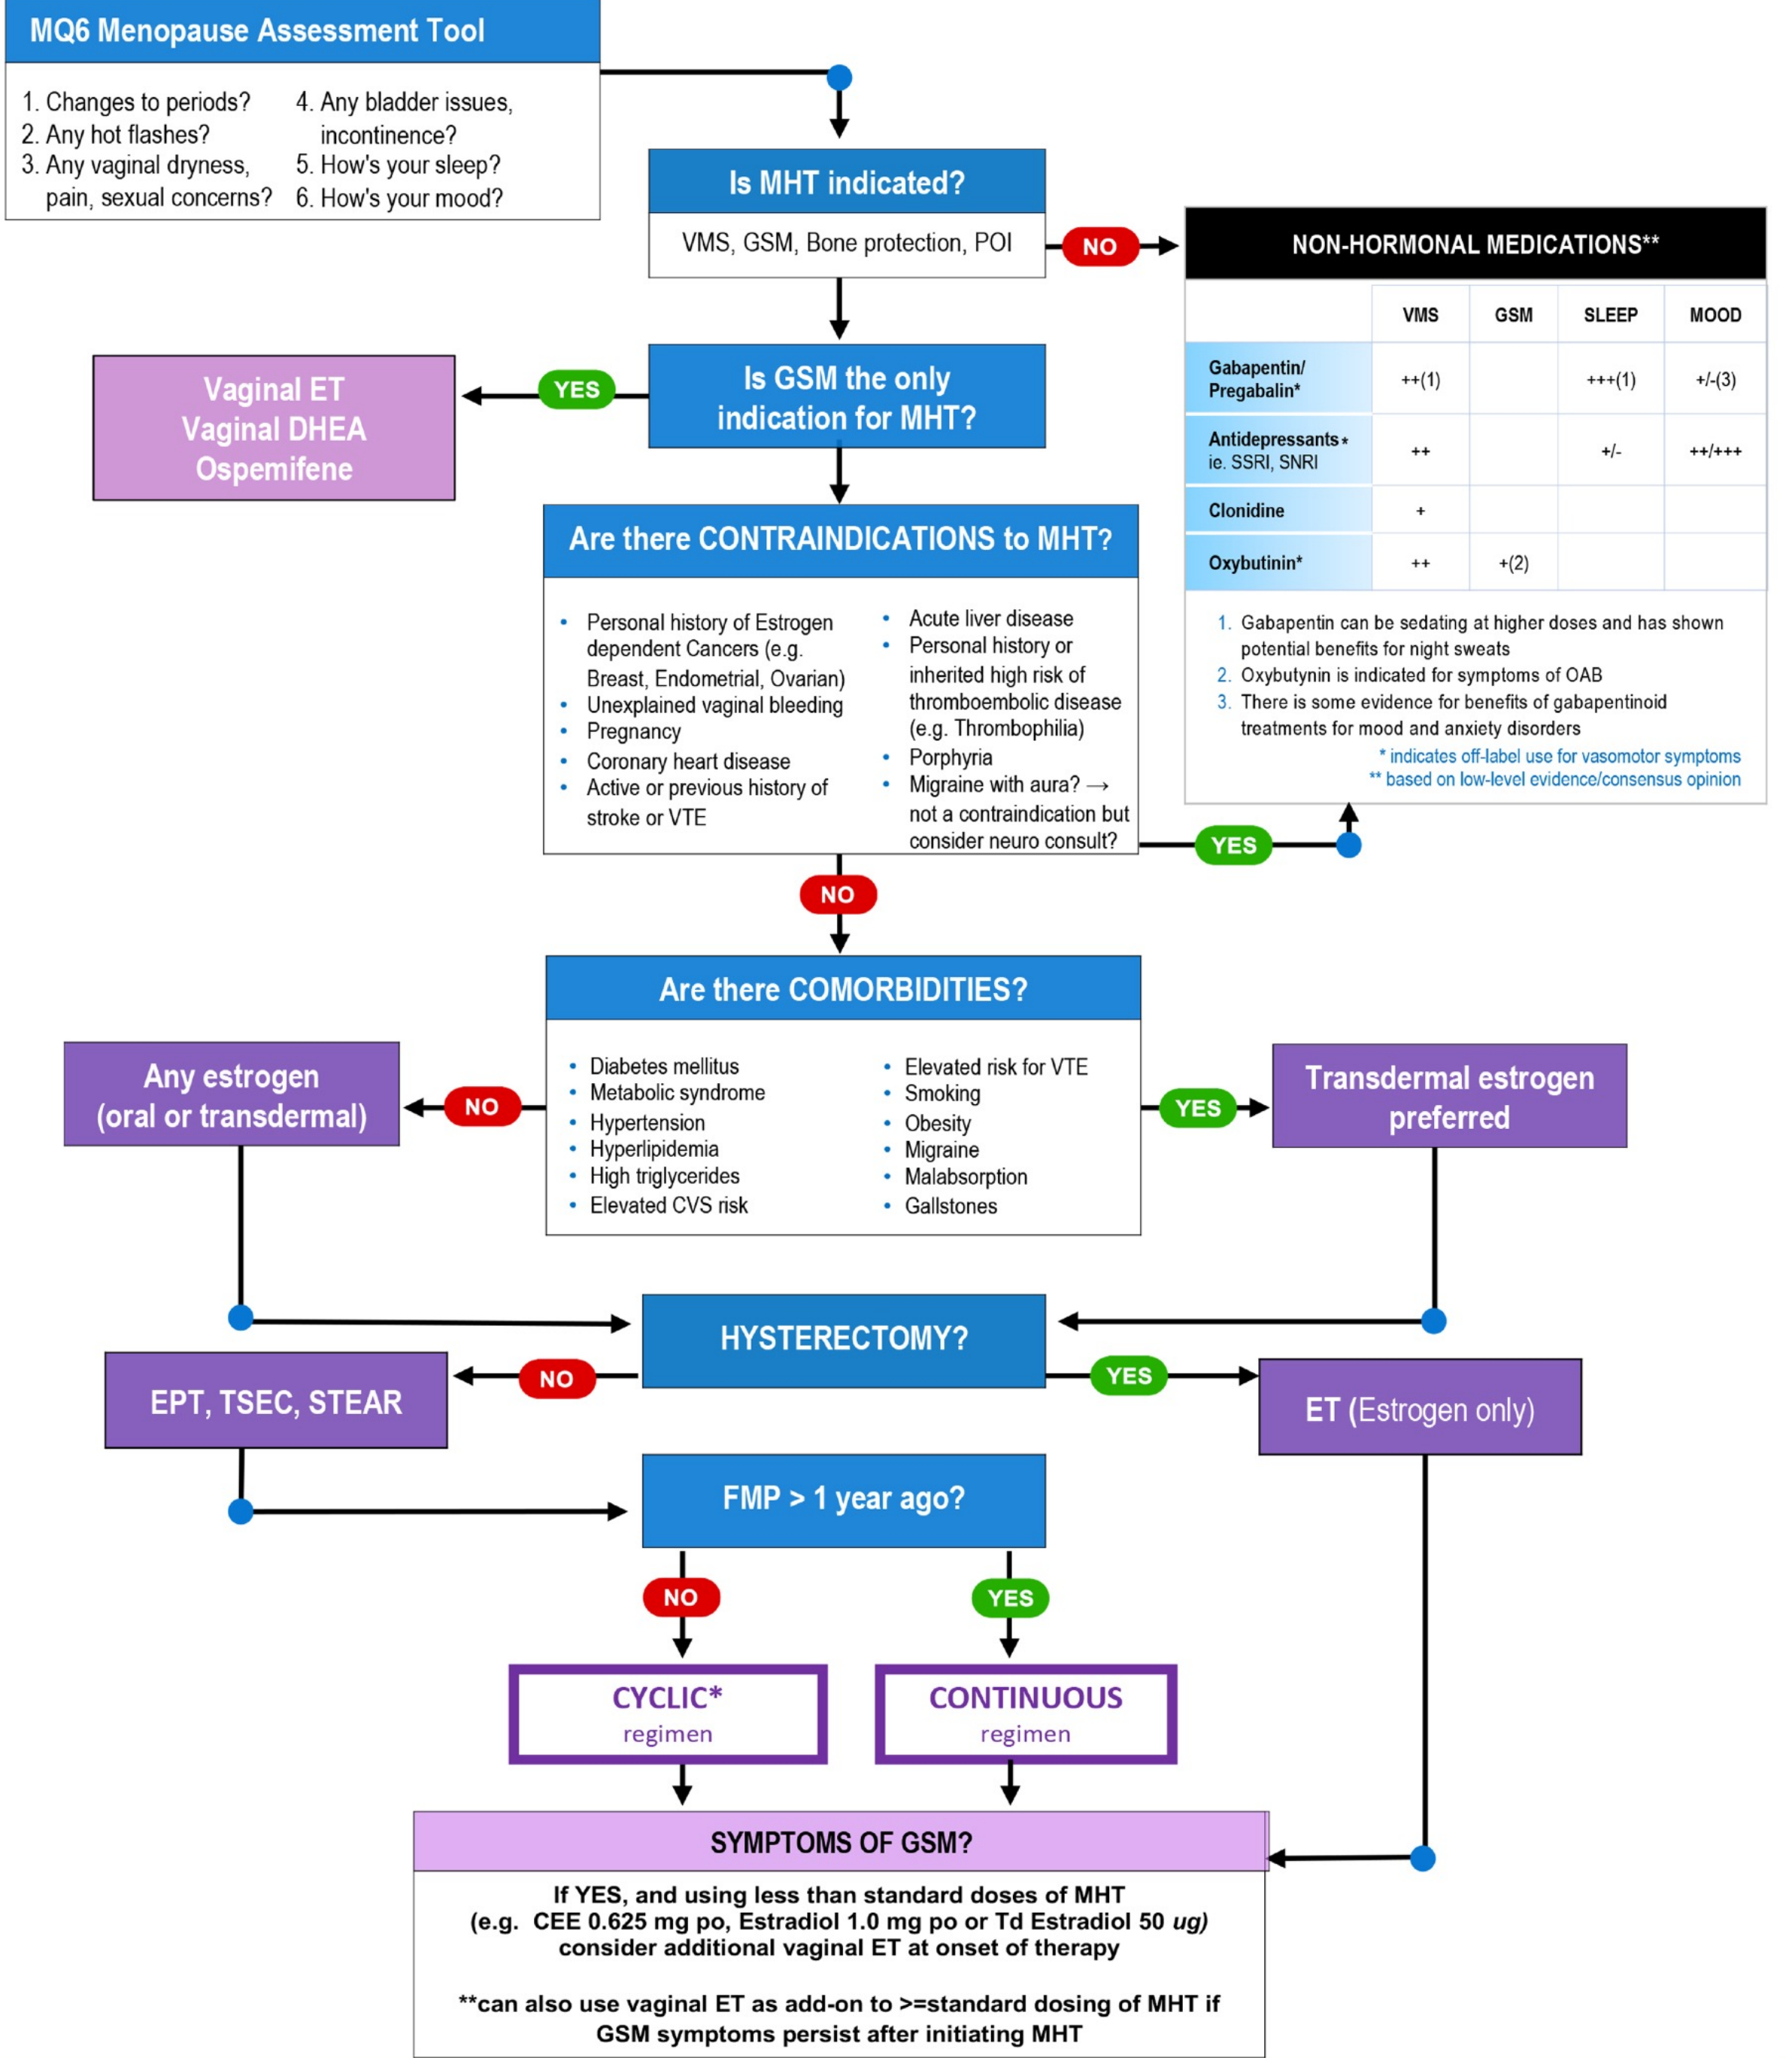 MQ6 Menopause Assessment Tool
1. Changes to periods?
2. Any hot flashes?
3. Any vaginal dryness,
pain, sexual concerns?
4. Any bladder issues,
incontinence?
5. How's your sleep?
6. How's your mood?
Is MHT indicated?
VMS, GSM, Bone protection, POI
NO
NON-HORMONAL MEDICATIONS**
VMS GSM SLEEP MOOD
Gabapentin/
Pregabalin* ++(1) +++(1) +/-(3)
Antidepressants*
ie. SSRI, SNRI ++ +/- ++/+++
Clonidine +
Oxybutinin* ++ +(2)
1. Gabapentin can be sedating at higher doses and has shown
potential benefits for night sweats
2. Oxybutynin is indicated for symptoms of OAB
3. There is some evidence for benefits of gabapentinoid
treatments for mood and anxiety disorders
* indicates off-label use for vasomotor symptoms
** based on low-level evidence/consensus opinion
Is GSM the only
indication for MHT?
YES
Vaginal ET
Vaginal DHEA
Ospemifene
Are there CONTRAINDICATIONS to MHT?
• Personal history of Estrogen
dependent Cancers (e.g.
Breast, Endometrial, Ovarian)
• Unexplained vaginal bleeding
• Pregnancy
• Coronary heart disease
• Active or previous history of
stroke or VTE
• Acute liver disease
• Personal history or
inherited high risk of
thromboembolic disease
(e.g. Thrombophilia)
• Porphyria
• Migraine with aura? →
not a contraindication but
consider neuro consult?
YES
NO
Are there COMORBIDITIES?
• Diabetes mellitus
• Metabolic syndrome
• Hypertension
• Hyperlipidemia
• High triglycerides
• Elevated CVS risk
• Elevated risk for VTE
• Smoking
• Obesity
• Migraine
• Malabsorption
• Gallstones
NO
Any estrogen
(oral or transdermal)
YES
Transdermal estrogen
preferred
HYSTERECTOMY?
NO
EPT, TSEC, STEAR
YES
ET (Estrogen only)
FMP > 1 year ago?
NO
YES
CYCLIC*
regimen
CONTINUOUS
regimen
SYMPTOMS OF GSM?
If YES, and using less than standard doses of MHT
(e.g. CEE 0.625 mg po, Estradiol 1.0 mg po or Td Estradiol 50 ug)
consider additional vaginal ET at onset of therapy
**can also use vaginal ET as add-on to >=standard dosing of MHT if
GSM symptoms persist after initiating MHT